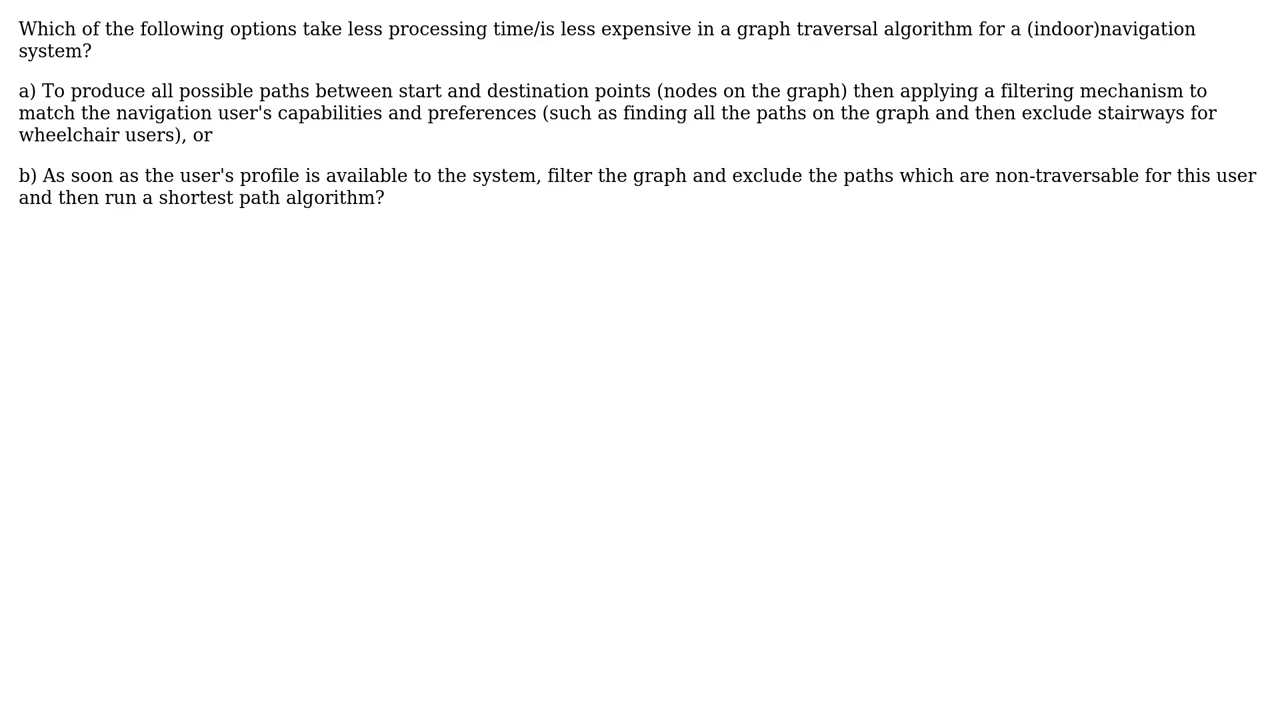 Which of the following options take less processing time/is less expensive in a graph traversal algorithm for a (indoor)navigation
system?
a) To produce all possible paths between start and destination points (nodes on the graph) then applying a filtering mechanism to
match the navigation user's capabilities and preferences (such as finding all the paths on the graph and then exclude stairways for
wheelchair users), or
b) As soon as the user's profile is available to the system, filter the graph and exclude the paths which are non-traversable for this user
and then run a shortest path algorithm?